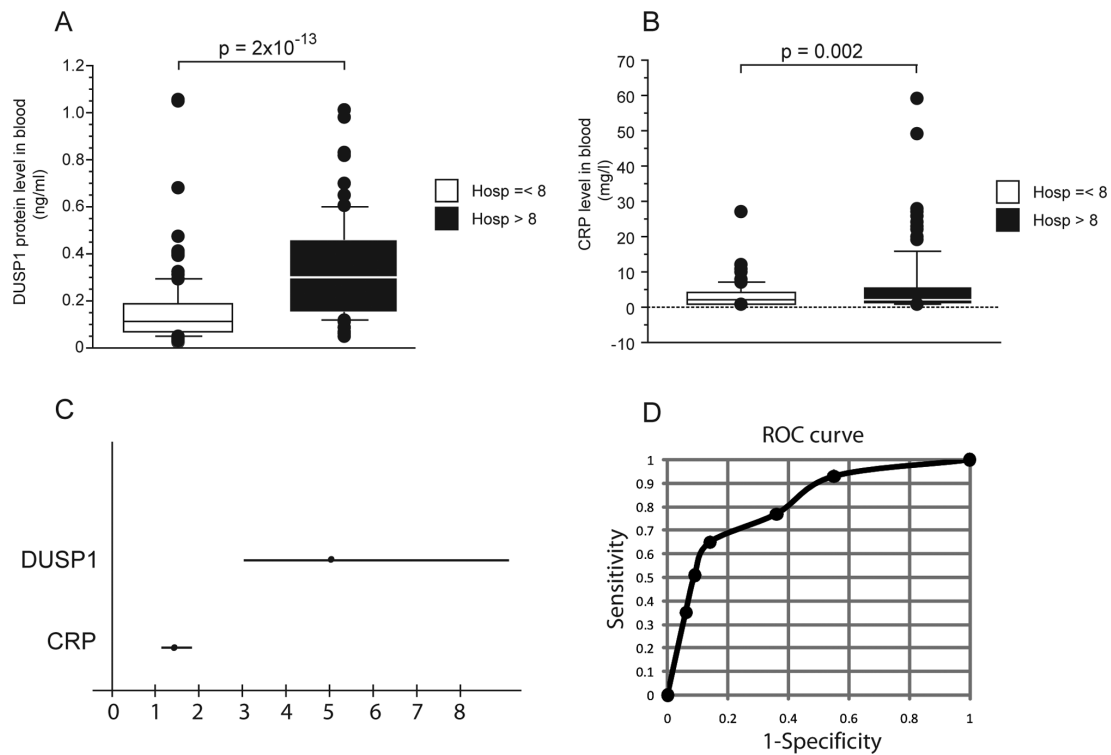 A
p = 2x10-13
DUSP1 protein level in blood
(ng/ml)
1.2
1.0
0.8
0.6
0.4
0.2
0
Hosp =< 8
Hosp > 8
B
p = 0.002
CRP level in blood
(mg/l)
70
60
50
40
30
20
10
0
-10
Hosp =< 8
Hosp > 8
C
DUSP1
CRP
0 1 2 3 4 5 6 7 8
D
ROC curve
Sensitivity
1
0.9
0.8
0.7
0.6
0.5
0.4
0.3
0.2
0.1
0
0 0.2 0.4 0.6 0.8 1
1-Specificity